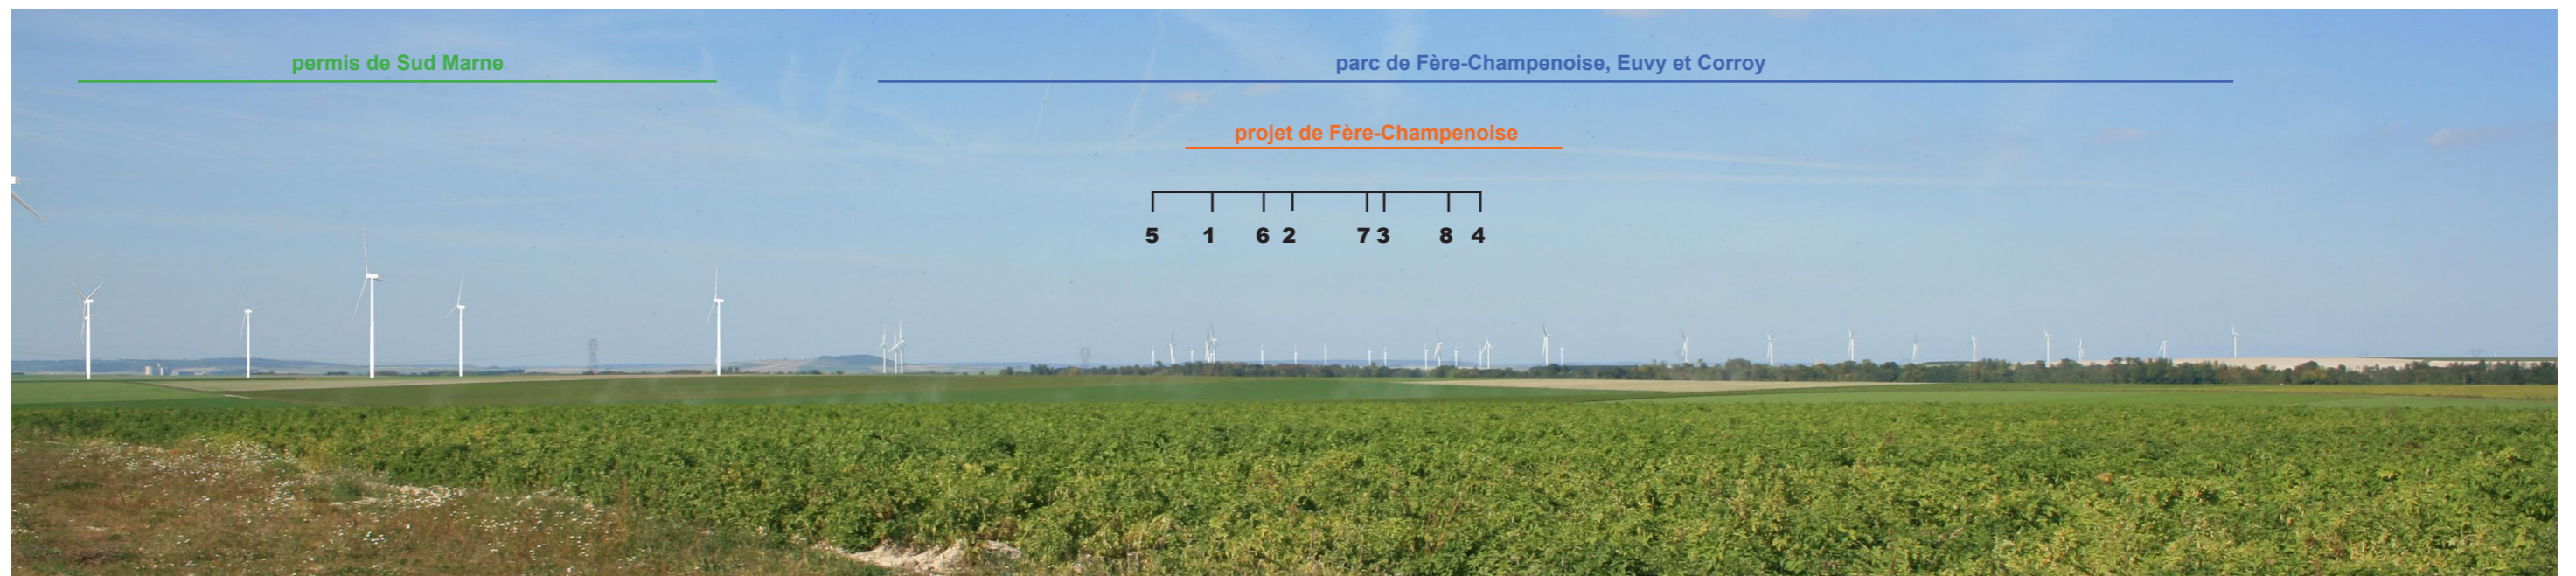 permis de Sud Marne
parc de Fère-Champenoise, Euvy et Corroy
projet de Fère-Champenoise
5 1 6 2 7 3 8 4